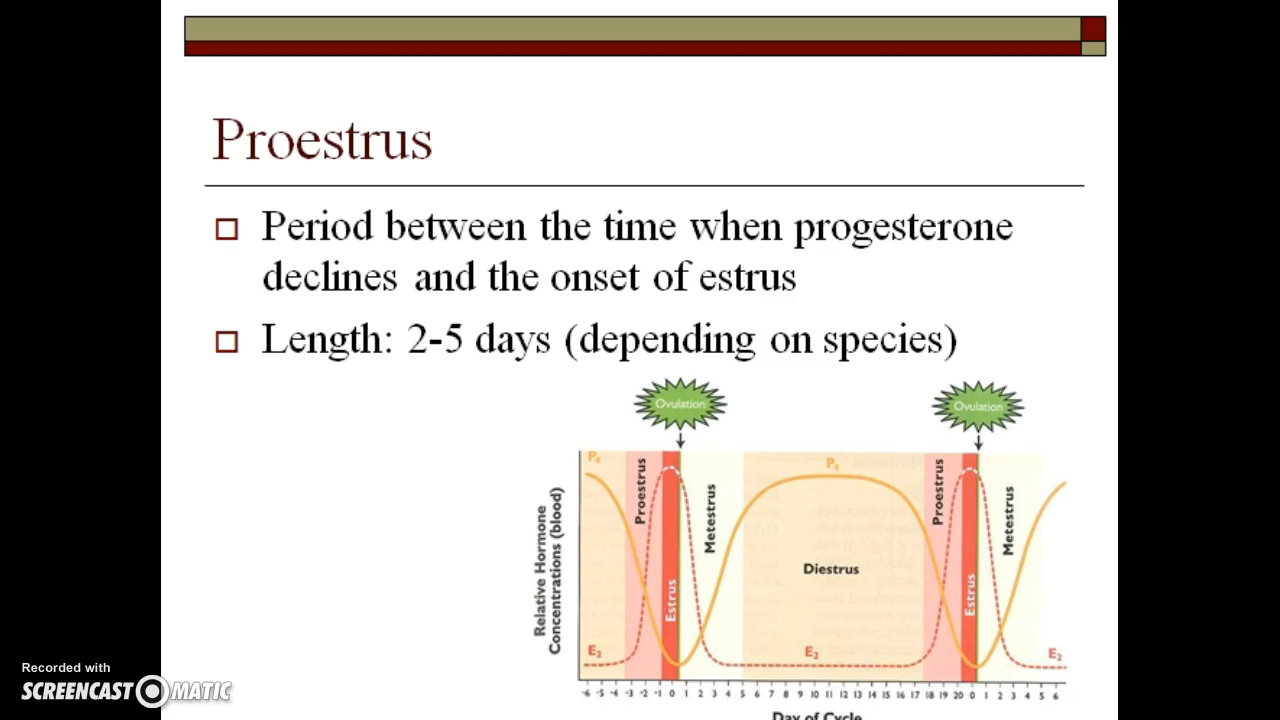 Proestrus
Period between the time when progesterone
declines and the onset of estrus
Length: 2-5 days (depending on species)
Ovulation
Ovulation
P4
P4
Proestrus
Estrus
Metestrus
Diestrus
Proestrus
Estrus
Metestrus
E2
E2
E2
Relative Hormone
Concentrations (blood)
-6 -5 -4 -3 -2 -1 0 1 2 3 4 5 6 7 8 9 10 11 12 13 14 15 16 17 18 19 20 0 1 2 3 4 5 6
Day of Cycle
Recorded with
SCREENCAST-O-MATIC